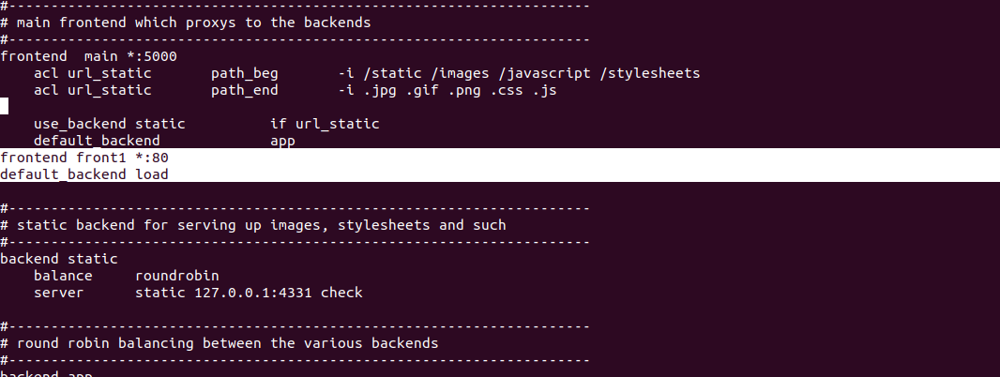 #---------------------------------------------------------------------
# main frontend which proxys to the backends
#---------------------------------------------------------------------
frontend  main *:5000
    acl url_static       path_beg       -i /static /images /javascript /stylesheets
    acl url_static       path_end       -i .jpg .gif .png .css .js
    use_backend static          if url_static
    default_backend             app
frontend front1 *:80
default_backend load
#---------------------------------------------------------------------
# static backend for serving up images, stylesheets and such
#---------------------------------------------------------------------
backend static
    balance     roundrobin
    server      static 127.0.0.1:4331 check
#---------------------------------------------------------------------
# round robin balancing between the various backends
#---------------------------------------------------------------------
backend app